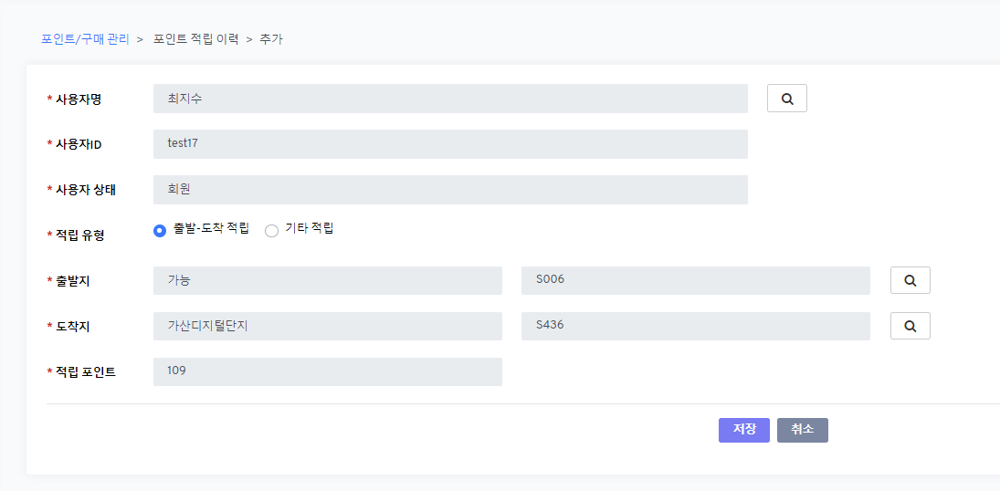 포인트/구매 관리 > 포인트 적립 이력 > 추가
* 사용자명 최지수
* 사용자ID test17
* 사용자 상태 회원
* 적립 유형 출발-도착 적립 기타 적립
* 출발지 가능 S006
* 도착지 가산디지털단지 S436
* 적립 포인트 109
저장 취소